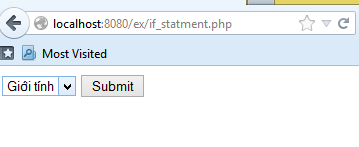 localhost:8080/ex/if_statment.php
Most Visited
Giới tính Submit